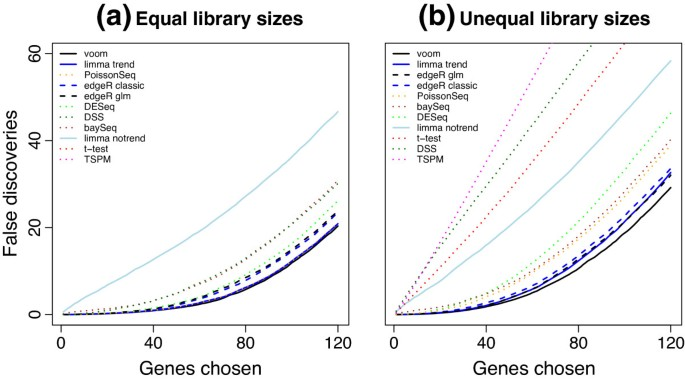 (a) Equal library sizes
False discoveries
60
40
20
0
voom
limma trend
PoissonSeq
edgeR classic
edgeR glm
DESeq
DSS
baySeq
limma notrend
t-test
TSPM
0
40
80
120
Genes chosen
(b) Unequal library sizes
voom
limma trend
edgeR glm
edgeR classic
PoissonSeq
baySeq
DESeq
limma notrend
t-test
DSS
TSPM
0
40
80
120
Genes chosen